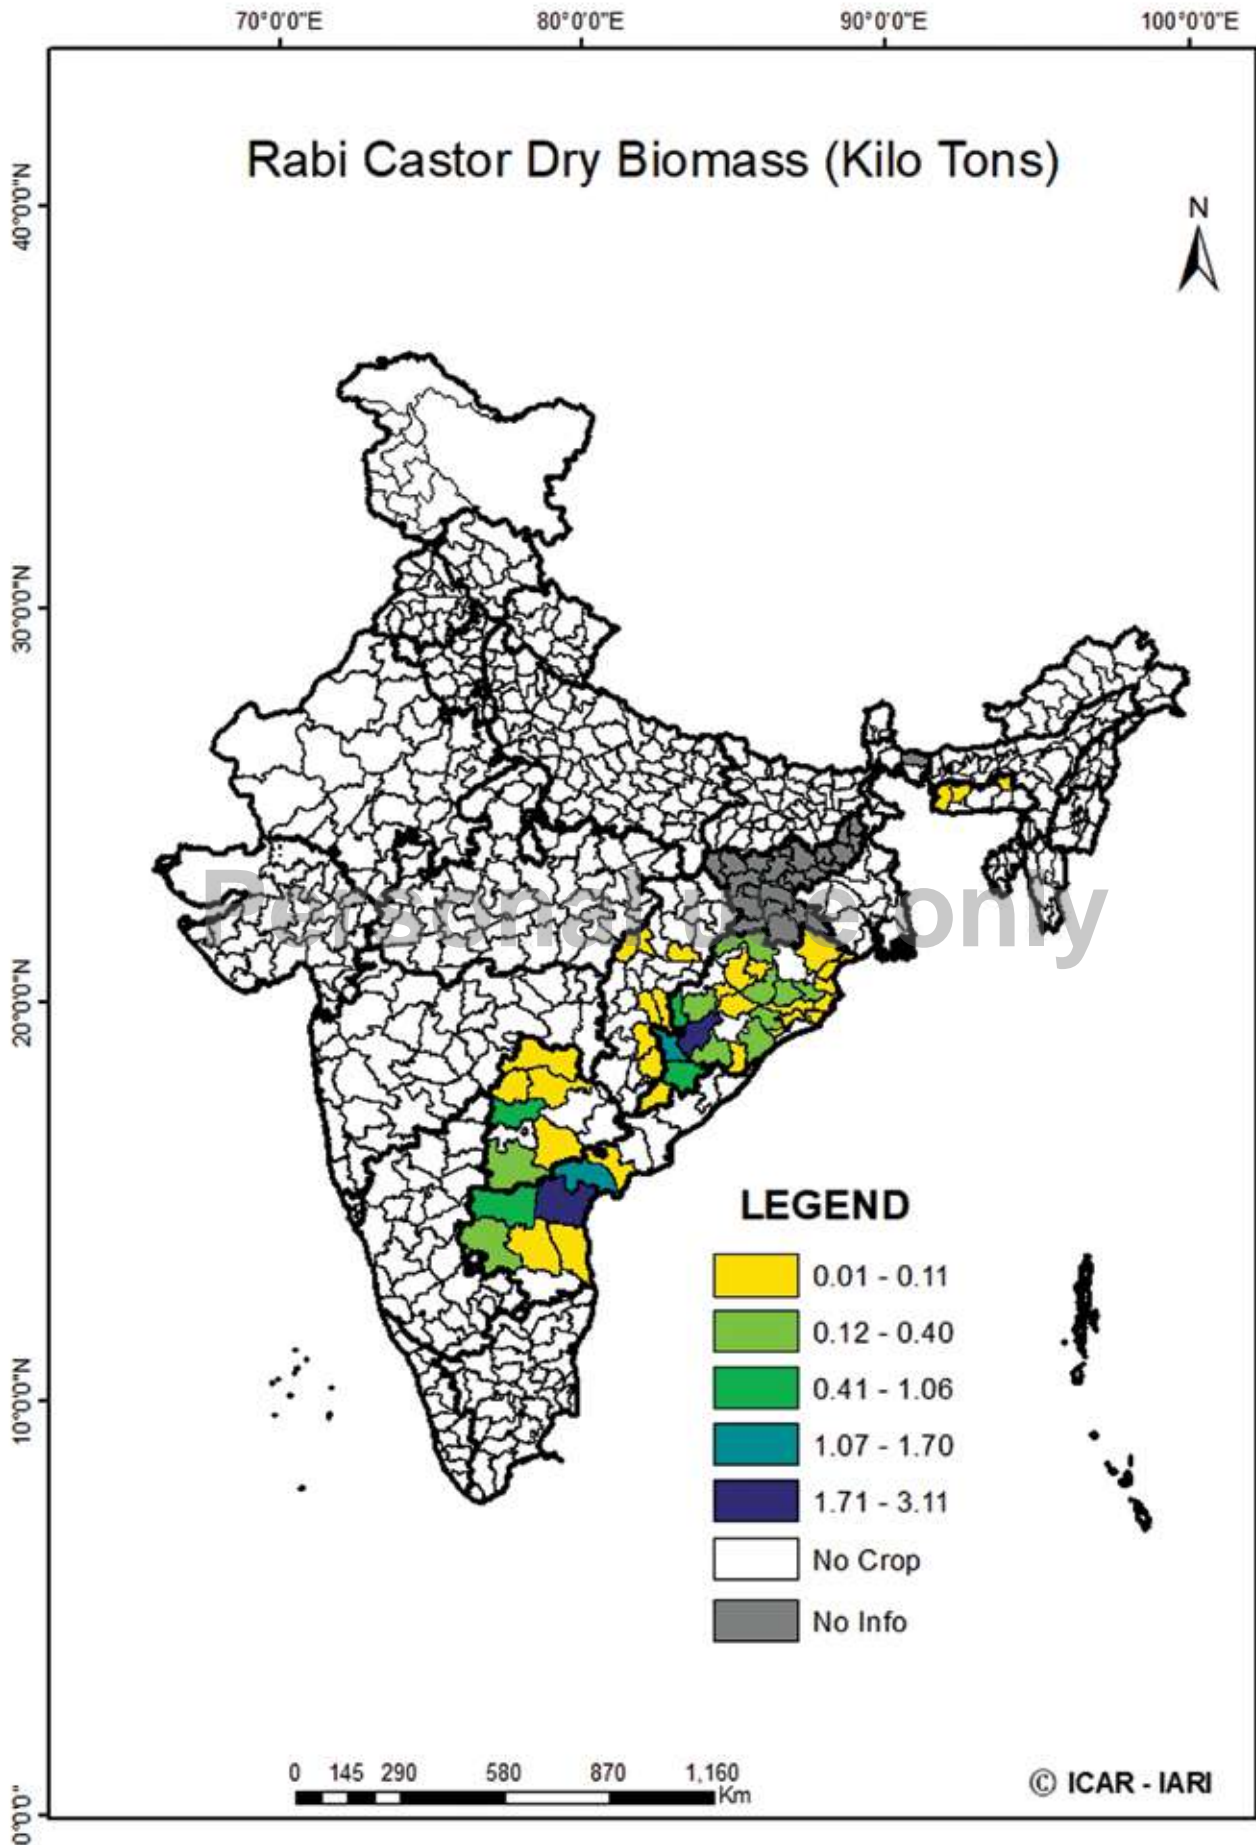 70°0'0"E 80°0'0"E 90°0'0"E 100°0'0"E
Rabi Castor Dry Biomass (Kilo Tons)
N
40°0'0"N
30°0'0"N
20°0'0"N
10°0'0"N
0°0'0"
Personal use only
LEGEND
0.01 - 0.11
0.12 - 0.40
0.41 - 1.06
1.07 - 1.70
1.71 - 3.11
No Crop
No Info
0 145 290 580 870 1,160
Km
© ICAR - IARI